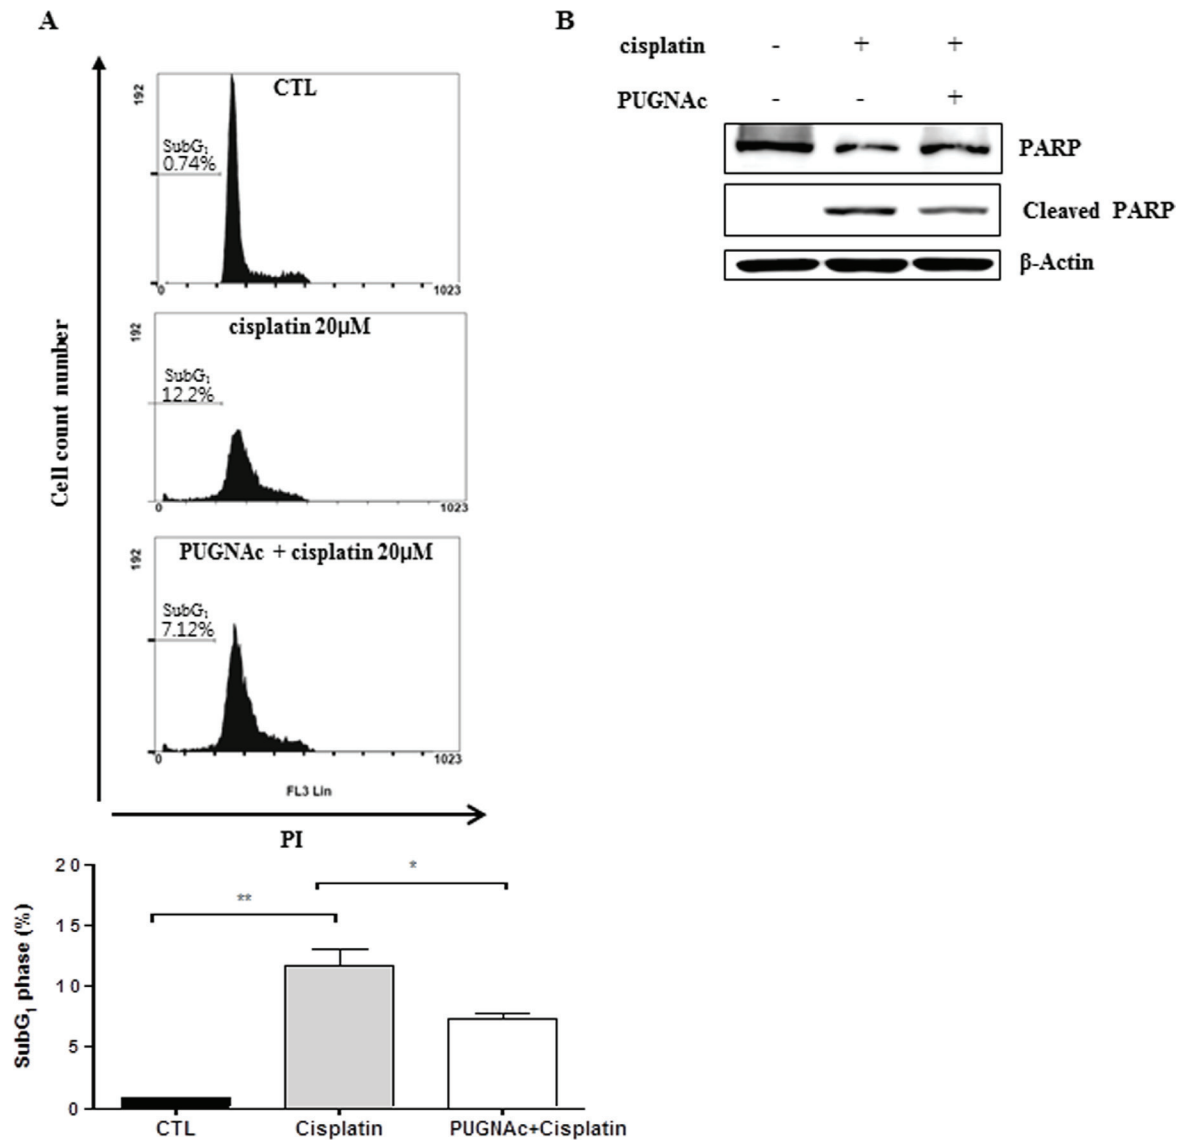 A
B
Cell count number
192
CTL
SubG₁
0.74%
0
1023
192
cisplatin 20μM
SubG₁
12.2%
0
1023
192
PUGNAc + cisplatin 20μM
SubG₁
7.12%
0
1023
FL3 Lin
PI
cisplatin - + +
PUGNAc - - +
PARP
Cleaved PARP
β-Actin
SubG₁ phase (%)
20
15
10
5
0
**
*
CTL Cisplatin PUGNAc+Cisplatin